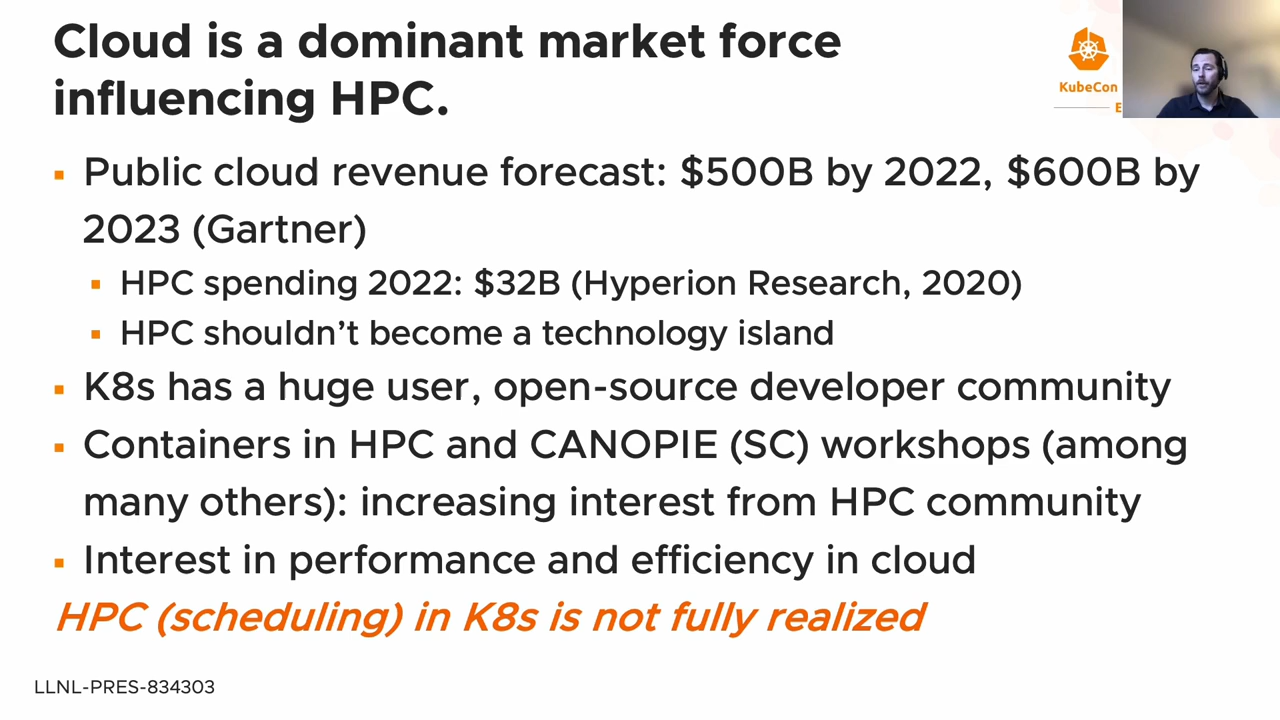 Cloud is a dominant market force
influencing HPC.
KubeCon
E
▪ Public cloud revenue forecast: $500B by 2022, $600B by
2023 (Gartner)
▪ HPC spending 2022: $32B (Hyperion Research, 2020)
▪ HPC shouldn’t become a technology island
▪ K8s has a huge user, open-source developer community
▪ Containers in HPC and CANOPIE (SC) workshops (among
many others): increasing interest from HPC community
▪ Interest in performance and efficiency in cloud
HPC (scheduling) in K8s is not fully realized
LLNL-PRES-834303